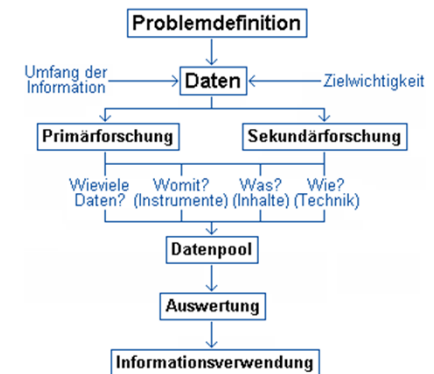 Problemdefinition
Umfang der
Information
Daten
Zielwichtigkeit
Primärforschung
Sekundärforschung
Wieviele
Daten?
Womit?
(Instrumente)
Was?
(Inhalte)
Wie?
(Technik)
Datenpool
Auswertung
Informationsverwendung